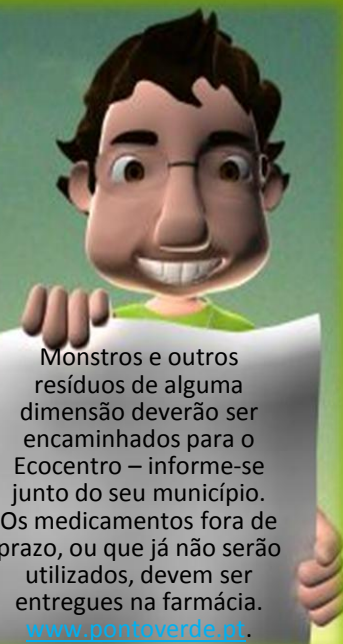 Monstros e outros
resíduos de alguma
dimensão deverão ser
encaminhados para o
Ecocentro – informe-se
junto do seu município.
Os medicamentos fora de
prazo, ou que já não serão
utilizados, devem ser
entregues na farmácia.
www.pontoverde.pt.